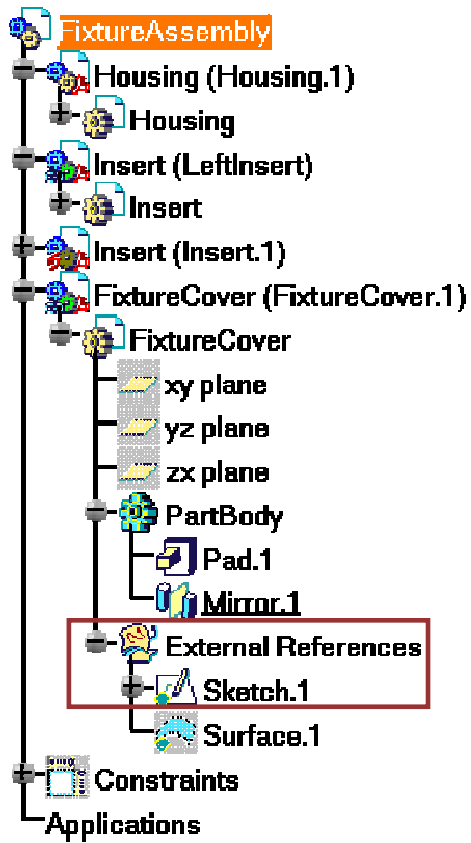 FixtureAssembly
Housing (Housing.1)
Housing
Insert (LeftInsert)
Insert
Insert (Insert.1)
FixtureCover (FixtureCover.1)
FixtureCover
xy plane
yz plane
zx plane
PartBody
Pad.1
Mirror.1
External References
Sketch.1
Surface.1
Constraints
Applications